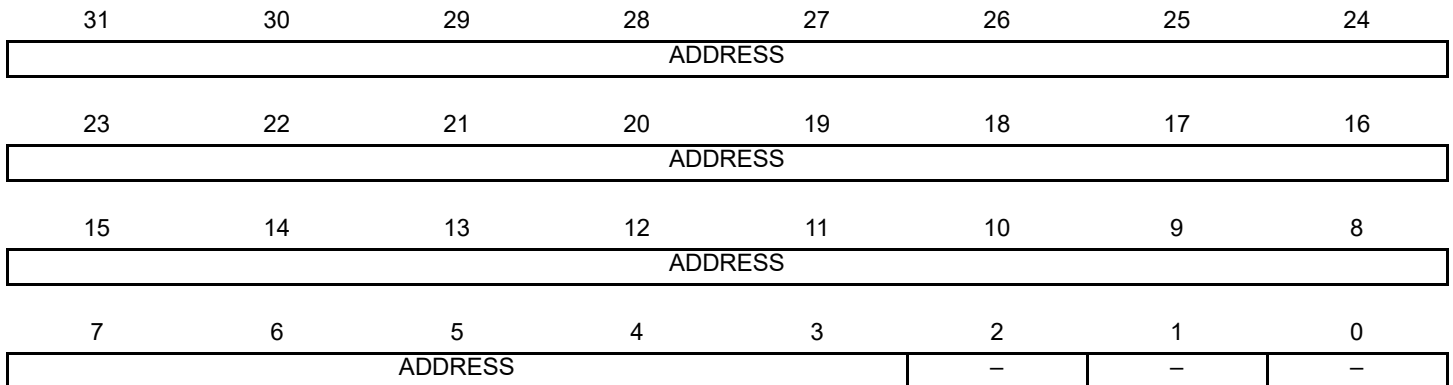 31 30 29 28 27 26 25 24
ADDRESS
23 22 21 20 19 18 17 16
ADDRESS
15 14 13 12 11 10 9 8
ADDRESS
7 6 5 4 3 2 1 0
ADDRESS – – –